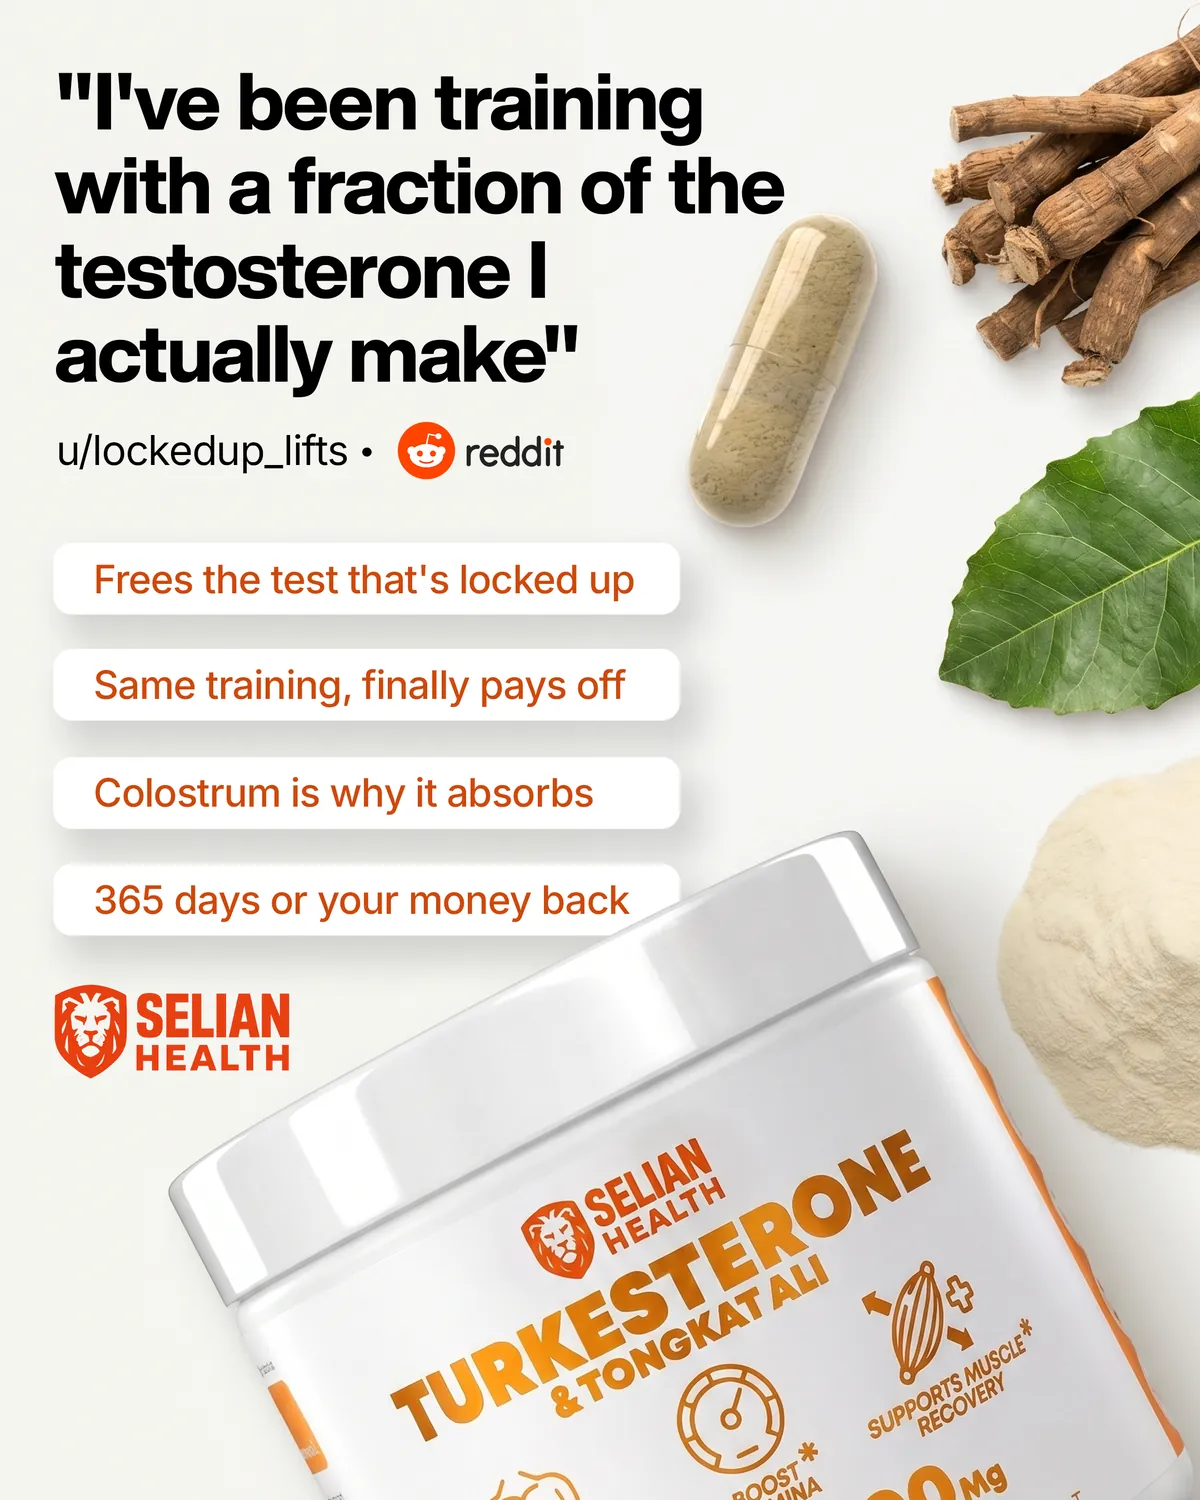 "I've been training
with a fraction of the
testosterone I
actually make"
u/lockedup_lifts • reddit
Frees the test that's locked up
Same training, finally pays off
Colostrum is why it absorbs
365 days or your money back
SELIAN
HEALTH
SELIAN
HEALTH
TURKESTERONE
& TONGKAT ALI
SUPPORTS MUSCLE*
RECOVERY
Mg